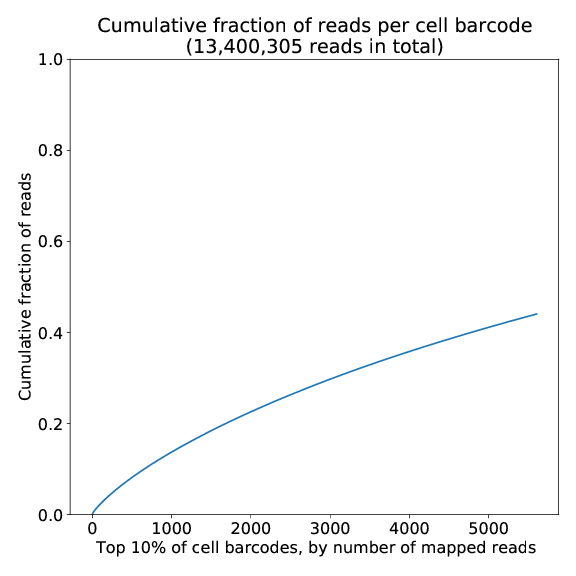 Cumulative fraction of reads per cell barcode
(13,400,305 reads in total)
1.0
0.8
0.6
0.4
0.2
0.0
Cumulative fraction of reads
0 1000 2000 3000 4000 5000
Top 10% of cell barcodes, by number of mapped reads